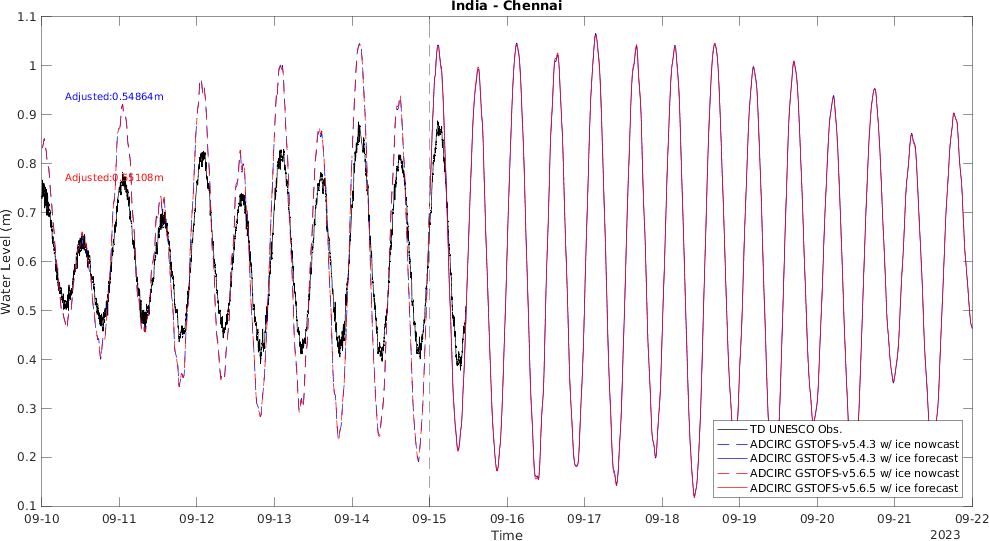 India - Chennai
1.1
1
0.9
0.8
0.7
0.6
0.5
0.4
0.3
0.2
0.1
Water Level (m)
Adjusted:0.54864m
Adjusted:0.55108m
TD UNESCO Obs.
ADCIRC GSTOFS-v5.4.3 w/ ice nowcast
ADCIRC GSTOFS-v5.4.3 w/ ice forecast
ADCIRC GSTOFS-v5.6.5 w/ ice nowcast
ADCIRC GSTOFS-v5.6.5 w/ ice forecast
09-10 09-11 09-12 09-13 09-14 09-15 09-16 09-17 09-18 09-19 09-20 09-21 09-22
Time
2023